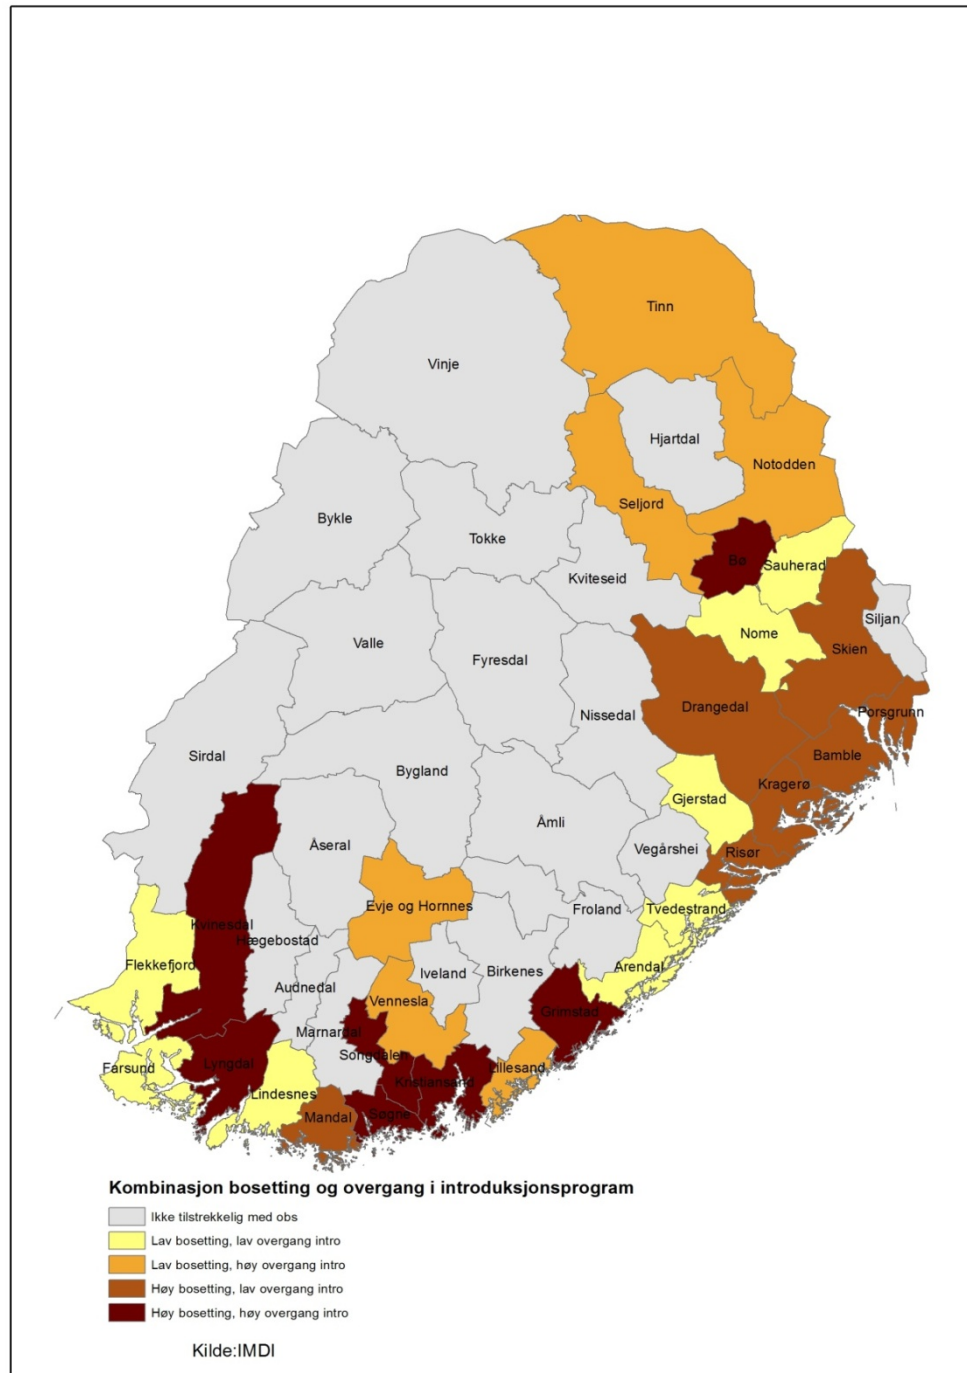 Tinn
Vinje
Hjartdal
Notodden
Seljord
Bykle
Tokke
Bø
Sauherad
Kviteseid
Siljan
Nome
Valle
Skien
Fyresdal
Drangedal
Porsgrunn
Nissedal
Sirdal
Bamble
Bygland
Kragerø
Gjerstad
Åmli
Åseral
Vegårshei
Risør
Evje og Hornnes
Froland
Tvedestrand
Kvinesdal
Hægebostad
Flekkefjord
Arendal
Iveland
Birkenes
Audnedal
Vennesla
Grimstad
Marnardal
Songdalen
Farsund
Lyngdal
Lillesand
Kristiansand
Lindesnes
Mandal
Søgne
Kombinasjon bosetting og overgang i introduksjonsprogram
Ikke tilstrekkelig med obs
Lav bosetting, lav overgang intro
Lav bosetting, høy overgang intro
Høy bosetting, lav overgang intro
Høy bosetting, høy overgang intro
Kilde:IMDI